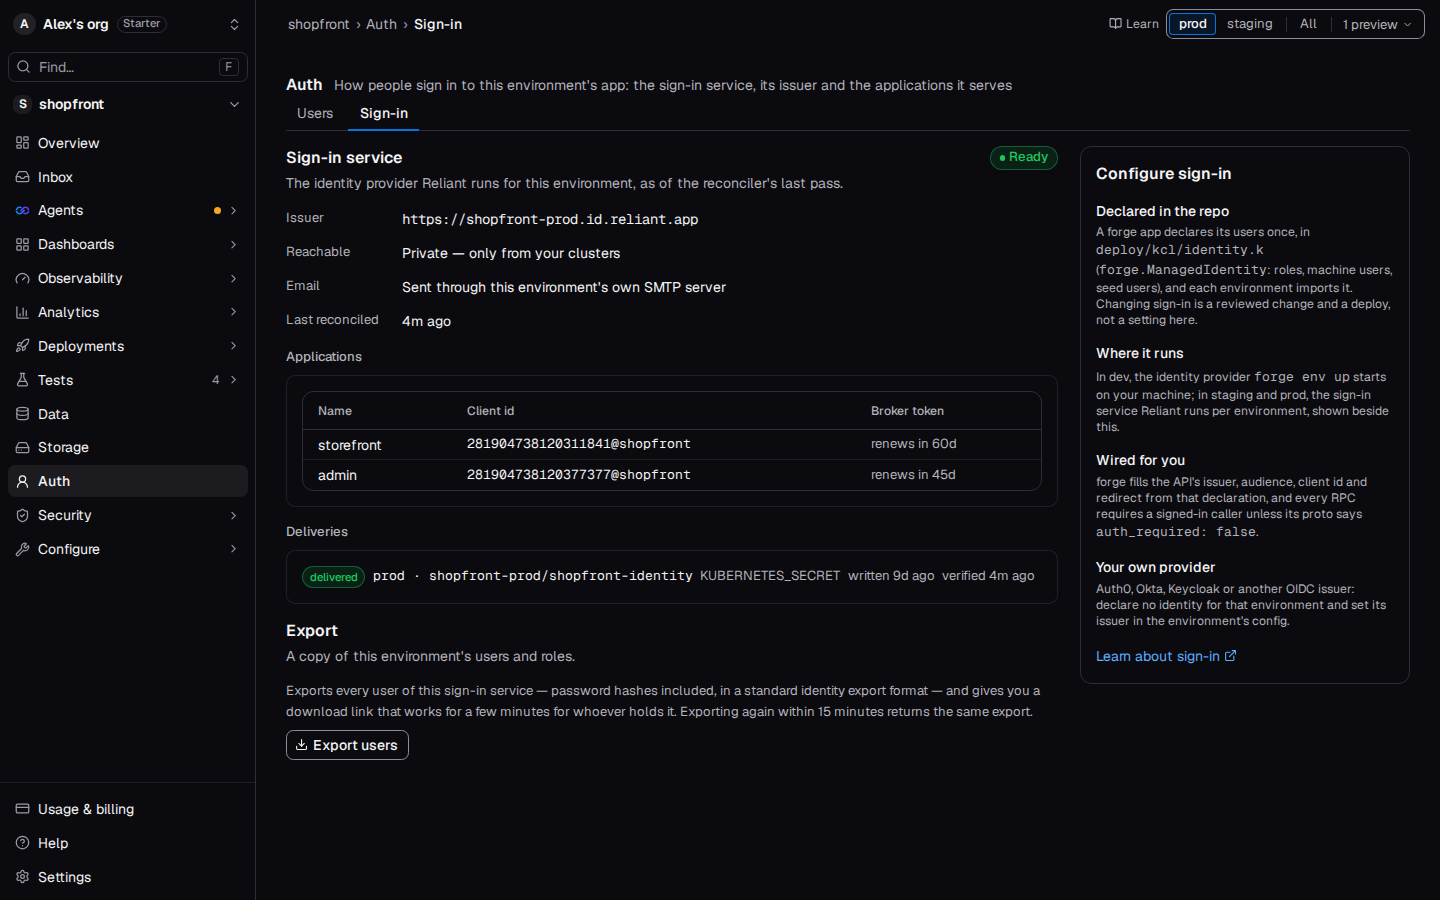 A Alex's org Starter
Find... F
S shopfront
Overview
Inbox
Agents
Dashboards
Observability
Analytics
Deployments
Tests 4
Data
Storage
Auth
Security
Configure
Usage & billing
Help
Settings
shopfront › Auth › Sign-in
Learn prod staging All 1 preview
Auth How people sign in to this environment's app: the sign-in service, its issuer and the applications it serves
Users Sign-in
Sign-in service Ready
The identity provider Reliant runs for this environment, as of the reconciler's last pass.
Issuer https://shopfront-prod.id.reliant.app
Reachable Private — only from your clusters
Email Sent through this environment's own SMTP server
Last reconciled 4m ago
Applications
Name Client id Broker token
storefront 281904738120311841@shopfront renews in 60d
admin 281904738120377377@shopfront renews in 45d
Deliveries
delivered prod · shopfront-prod/shopfront-identity KUBERNETES_SECRET written 9d ago verified 4m ago
Export
A copy of this environment's users and roles.
Exports every user of this sign-in service — password hashes included, in a standard identity export format — and gives you a
download link that works for a few minutes for whoever holds it. Exporting again within 15 minutes returns the same export.
Export users
Configure sign-in
Declared in the repo
A forge app declares its users once, in
deploy/kcl/identity.k
(forge.ManagedIdentity: roles, machine users,
seed users), and each environment imports it.
Changing sign-in is a reviewed change and a deploy,
not a setting here.
Where it runs
In dev, the identity provider forge env up starts
on your machine; in staging and prod, the sign-in
service Reliant runs per environment, shown beside
this.
Wired for you
forge fills the API's issuer, audience, client id and
redirect from that declaration, and every RPC
requires a signed-in caller unless its proto says
auth_required: false.
Your own provider
Auth0, Okta, Keycloak or another OIDC issuer:
declare no identity for that environment and set its
issuer in the environment's config.
Learn about sign-in